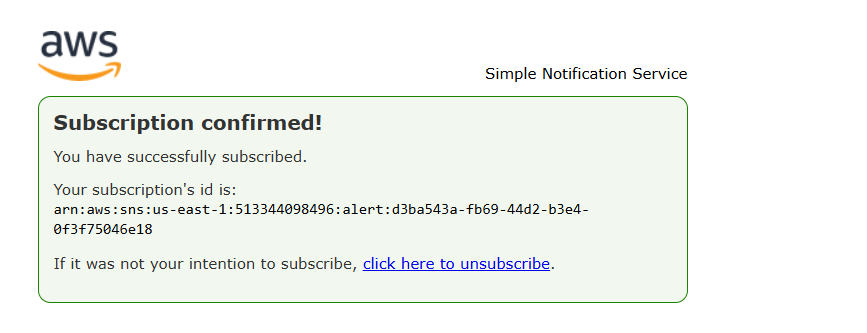 aws
Simple Notification Service
Subscription confirmed!
You have successfully subscribed.
Your subscription's id is:
arn:aws:sns:us-east-1:513344098496:alert:d3ba543a-fb69-44d2-b3e4-
0f3f75046e18
If it was not your intention to subscribe, click here to unsubscribe.